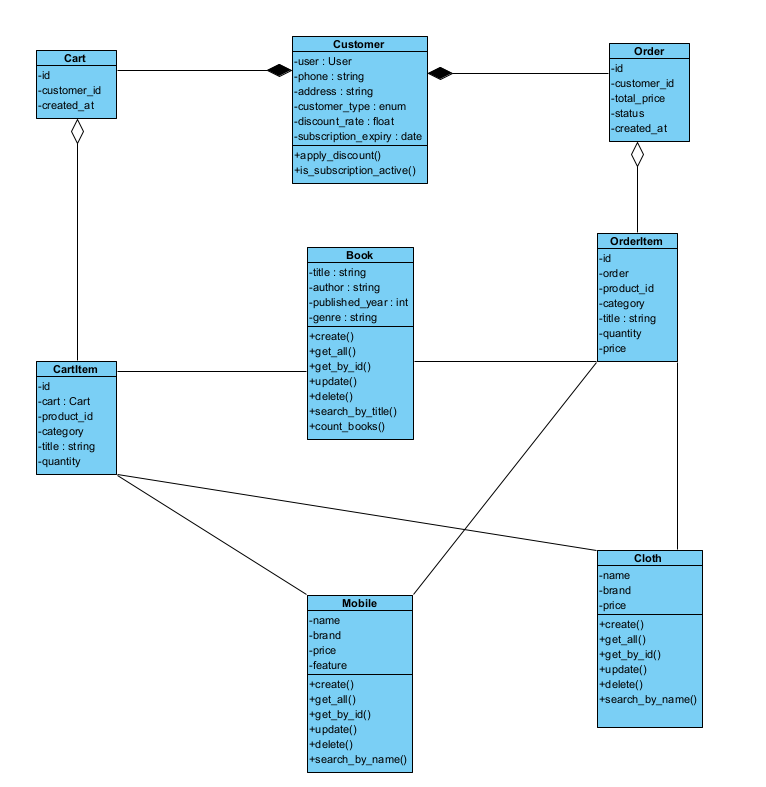 Cart
-id
-customer_id
-created_at
Customer
-user : User
-phone : string
-address : string
-customer_type : enum
-discount_rate : float
-subscription_expiry : date
+apply_discount()
+is_subscription_active()
Order
-id
-customer_id
-total_price
-status
-created_at
Book
-title : string
-author : string
-published_year : int
-genre : string
+create()
+get_all()
+get_by_id()
+update()
+delete()
+search_by_title()
+count_books()
OrderItem
-id
-order
-product_id
-category
-title : string
-quantity
-price
CartItem
-id
-cart : Cart
-product_id
-category
-title : string
-quantity
Mobile
-name
-brand
-price
-feature
+create()
+get_all()
+get_by_id()
+update()
+delete()
+search_by_name()
Cloth
-name
-brand
-price
+create()
+get_all()
+get_by_id()
+update()
+delete()
+search_by_name()